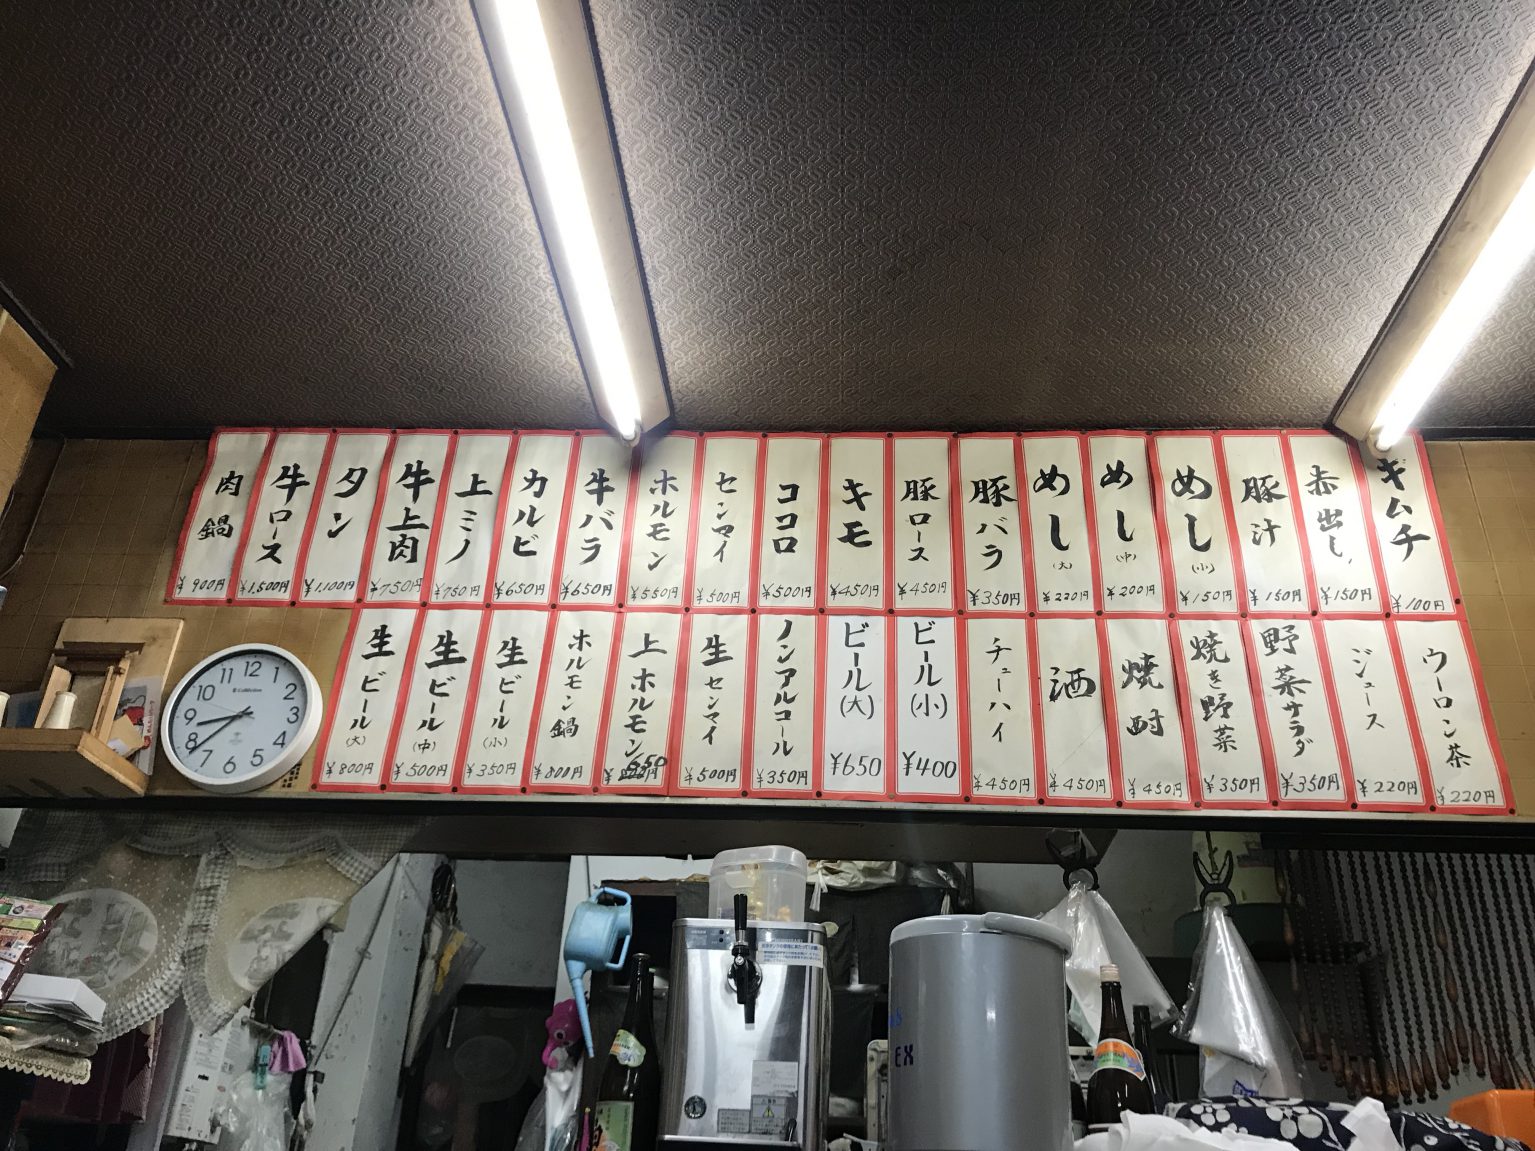 キムチ ¥100円
赤出し ¥150円
豚汁 ¥150円
めし(小) ¥150円
めし(中) ¥200円
めし(大) ¥220円
豚バラ ¥350円
豚ロース ¥450円
キモ ¥450円
ココロ ¥500円
センマイ ¥500円
ホルモン ¥550円
牛バラ ¥650円
カルビ ¥650円
上ミノ ¥750円
牛上肉 ¥750円
タン ¥1,100円
牛ロース ¥1,500円
肉鍋 ¥900円
ウーロン茶 ¥220円
ジュース ¥220円
野菜サラダ ¥350円
焼き野菜 ¥350円
焼酎 ¥450円
酒 ¥450円
チューハイ ¥450円
ビール(小) ¥400
ビール(大) ¥650
ノンアルコール ¥350円
生センマイ ¥500円
上ホルモン 650
ホルモン鍋 ¥800円
生ビール(小) ¥350円
生ビール(中) ¥500円
生ビール(大) ¥800円
12
1
2
3
4
5
6
7
8
9
10
11
EX